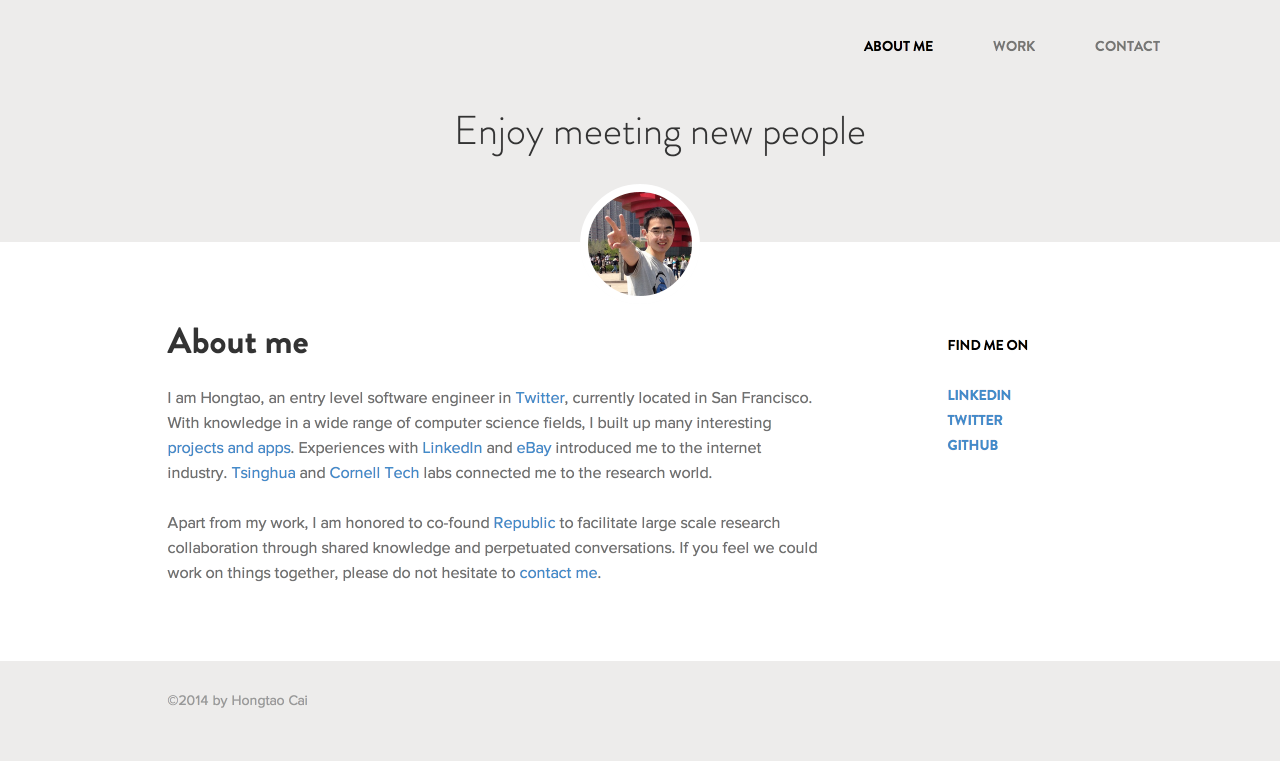 ABOUT ME WORK CONTACT
Enjoy meeting new people
About me
I am Hongtao, an entry level software engineer in Twitter, currently located in San Francisco.
With knowledge in a wide range of computer science fields, I built up many interesting
projects and apps. Experiences with LinkedIn and eBay introduced me to the internet
industry. Tsinghua and Cornell Tech labs connected me to the research world.
Apart from my work, I am honored to co-found Republic to facilitate large scale research
collaboration through shared knowledge and perpetuated conversations. If you feel we could
work on things together, please do not hesitate to contact me.
FIND ME ON
LINKEDIN
TWITTER
GITHUB
©2014 by Hongtao Cai